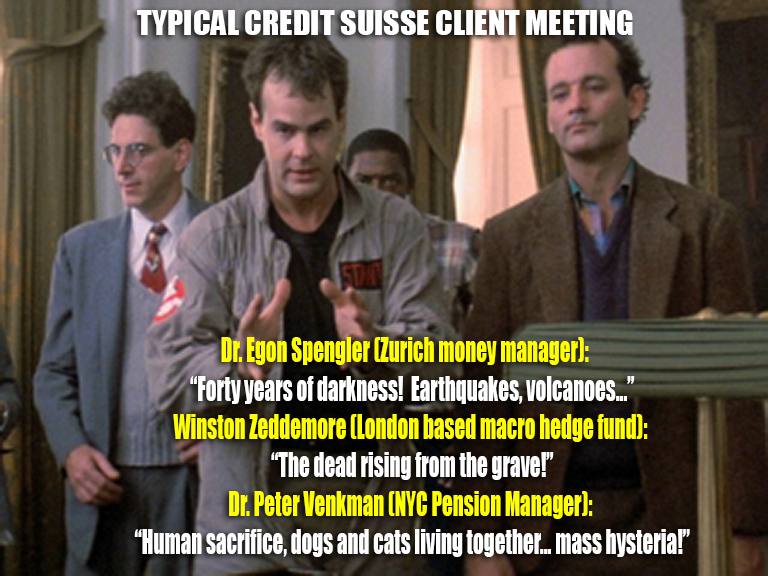 TYPICAL CREDIT SUISSE CLIENT MEETING
Dr. Egon Spengler (Zurich money manager):
“Forty years of darkness! Earthquakes, volcanoes...”
Winston Zeddemore (London based macro hedge fund):
“The dead rising from the grave!”
Dr. Peter Venkman (NYC Pension Manager):
“Human sacrifice, dogs and cats living together... mass hysteria!”